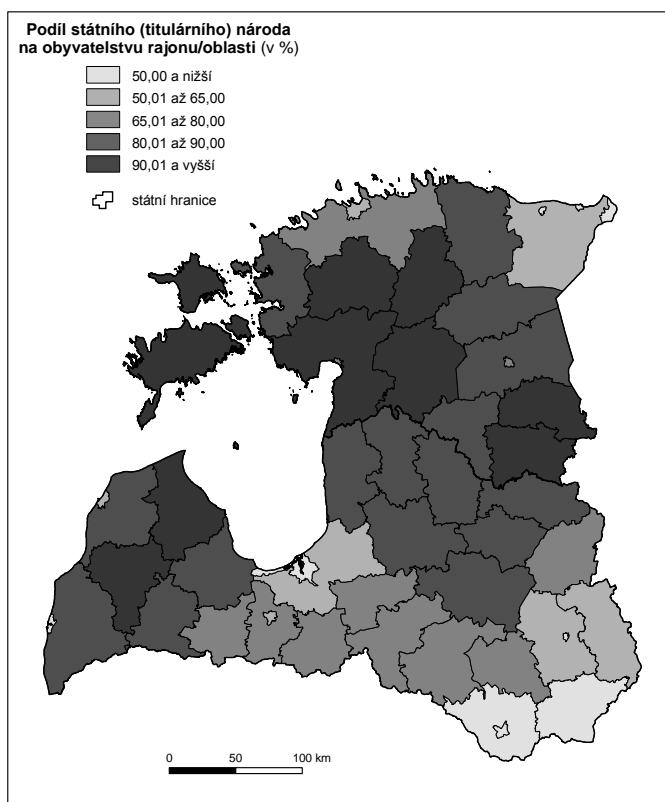 Podíl státního (titulárního) národa
na obyvatelstvu rajonu/oblasti (v %)
50,00 a nižší
50,01 až 65,00
65,01 až 80,00
80,01 až 90,00
90,01 a vyšší
státní hranice
0 50 100 km